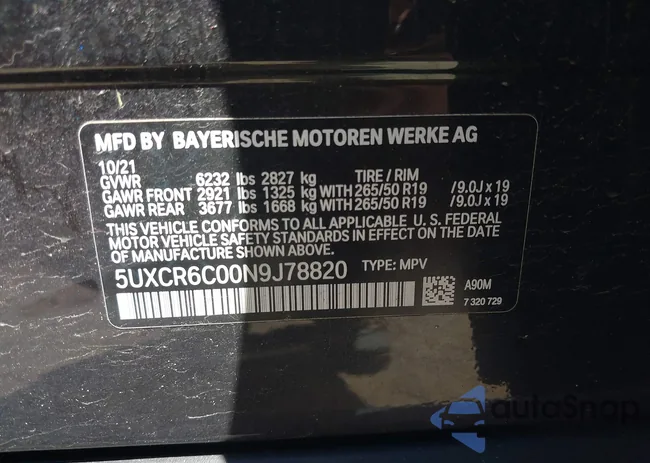 MFD BY BAYERISCHE MOTOREN WERKE AG
10/21
GVWR 6232 lbs 2827 kg TIRE / RIM
GAWR FRONT 2921 lbs 1325 kg WITH 265/50 R19 /9.0J x 19
GAWR REAR 3677 lbs 1668 kg WITH 265/50 R19 /9.0J x 19
THIS VEHICLE CONFORMS TO ALL APPLICABLE U. S. FEDERAL
MOTOR VEHICLE SAFETY STANDARDS IN EFFECT ON THE DATE
OF MANUFACTURE SHOWN ABOVE.
5UXCR6C00N9J78820 TYPE: MPV
A90M
7 320 729
autoSnap